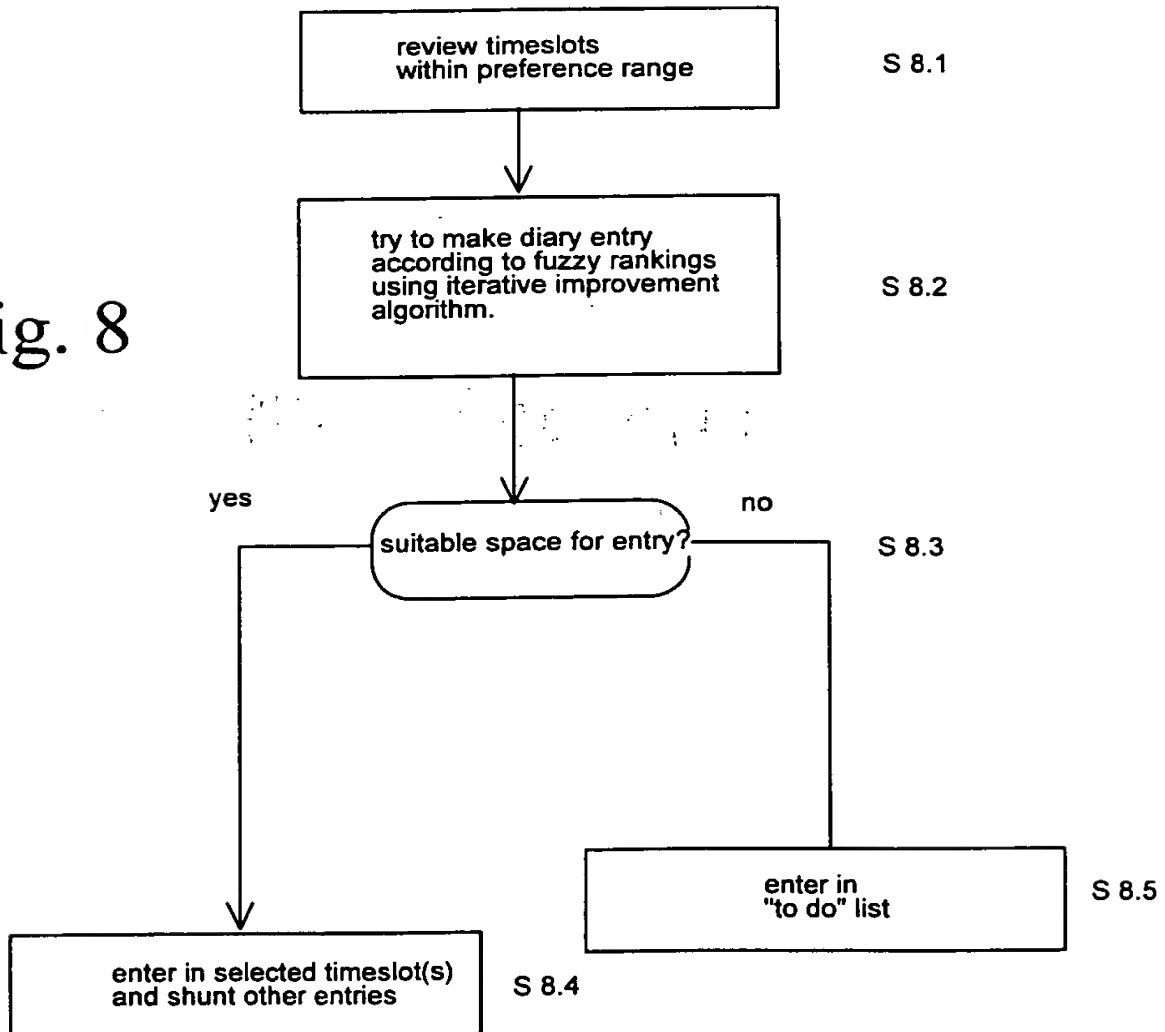 review timeslots
within preference range
S 8.1
try to make diary entry
according to fuzzy rankings
using iterative improvement
algorithm.
S 8.2
ig. 8
yes
no
suitable space for entry?
S 8.3
enter in
"to do" list
S 8.5
enter in selected timeslot(s)
and shunt other entries
S 8.4